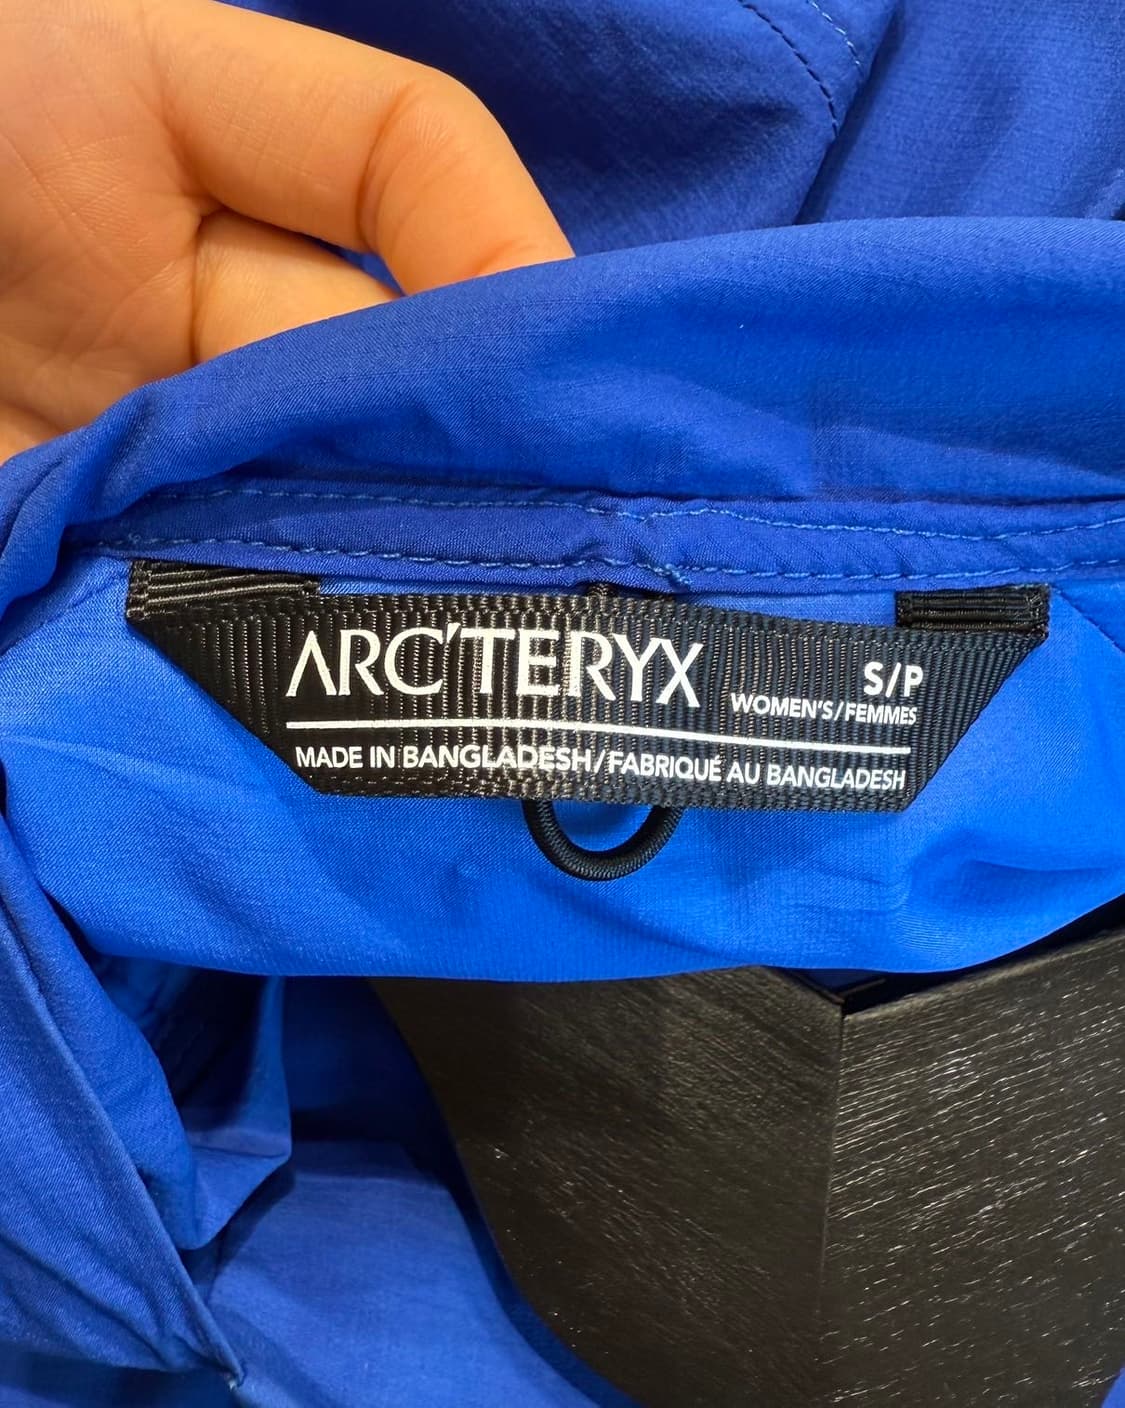 ARC'TERYX
S/P
WOMEN'S/FEMMES
MADE IN BANGLADESH/FABRIQUÉ AU BANGLADESH